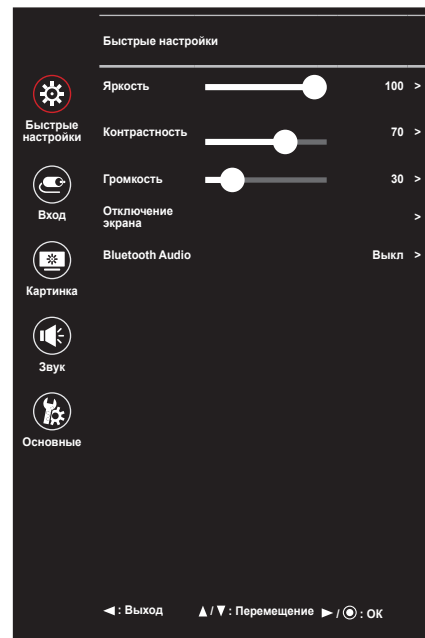 Быстрые настройки
Яркость 100 >
Быстрые
настройки
Контрастность 70 >
Громкость 30 >
Вход
Отключение
экрана >
Bluetooth Audio Выкл >
Картинка
Звук
Основные
◄ : Выход ▲ / ▼ : Перемещение ► / ◉ : ОК